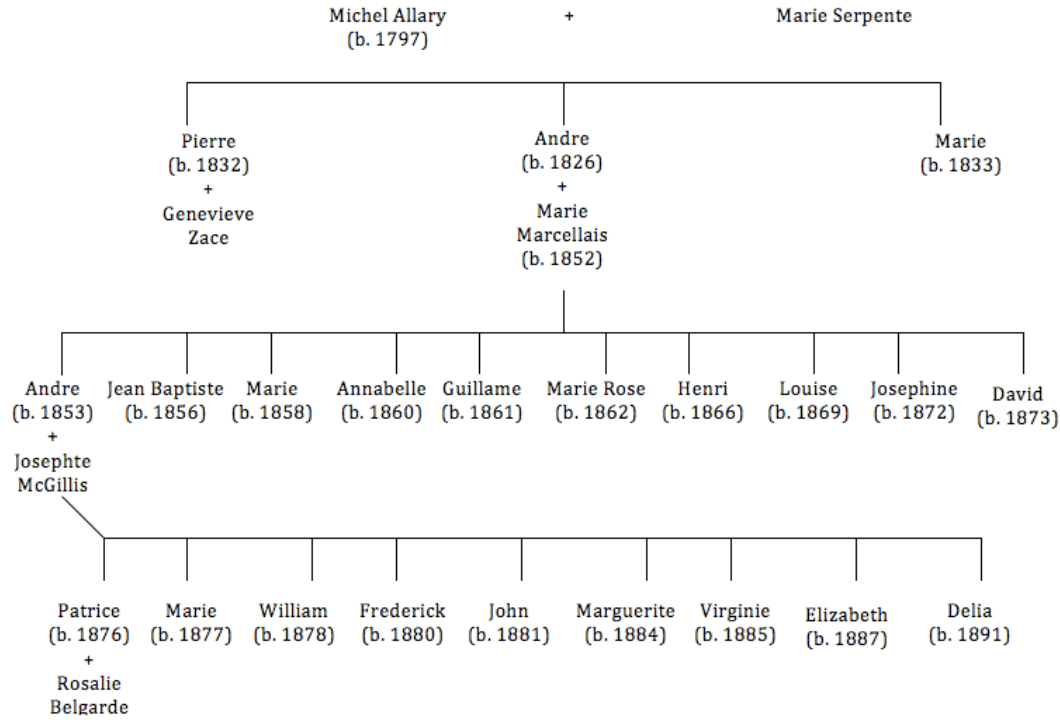 Michel Allary + Marie Serpente
(b. 1797)
Pierre Andre Marie
(b. 1832) (b. 1826) (b. 1833)
+ +
Genevieve Marie
Zace Marcellais
(b. 1852)
Andre Jean Baptiste Marie Annabelle Guillame Marie Rose Henri Louise Josephine David
(b. 1853) (b. 1856) (b. 1858) (b. 1860) (b. 1861) (b. 1862) (b. 1866) (b. 1869) (b. 1872) (b. 1873)
+
Josephte
McGillis
Patrice Marie William Frederick John Marguerite Virginie Elizabeth Delia
(b. 1876) (b. 1877) (b. 1878) (b. 1880) (b. 1881) (b. 1884) (b. 1885) (b. 1887) (b. 1891)
+
Rosalie
Belgarde